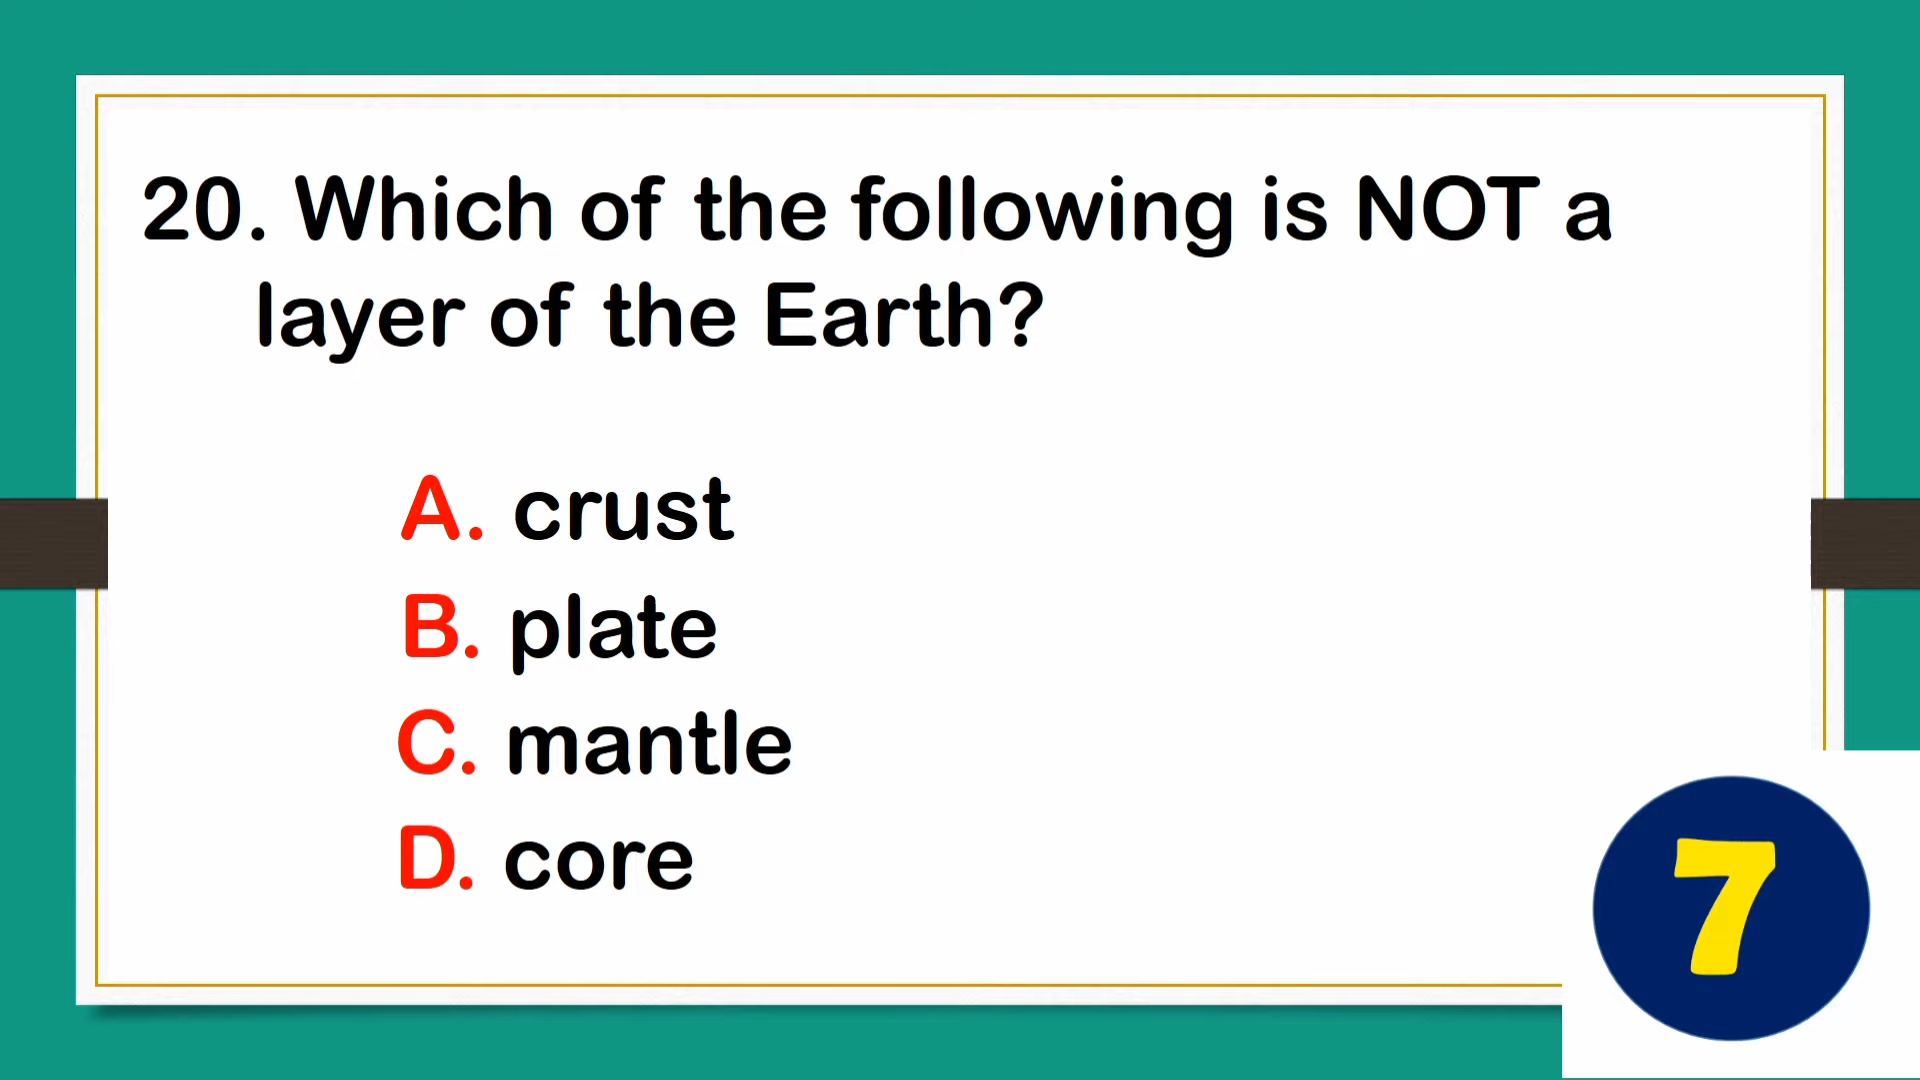 20. Which of the following is NOT a
layer of the Earth?
A. crust
B. plate
C. mantle
D. core
7